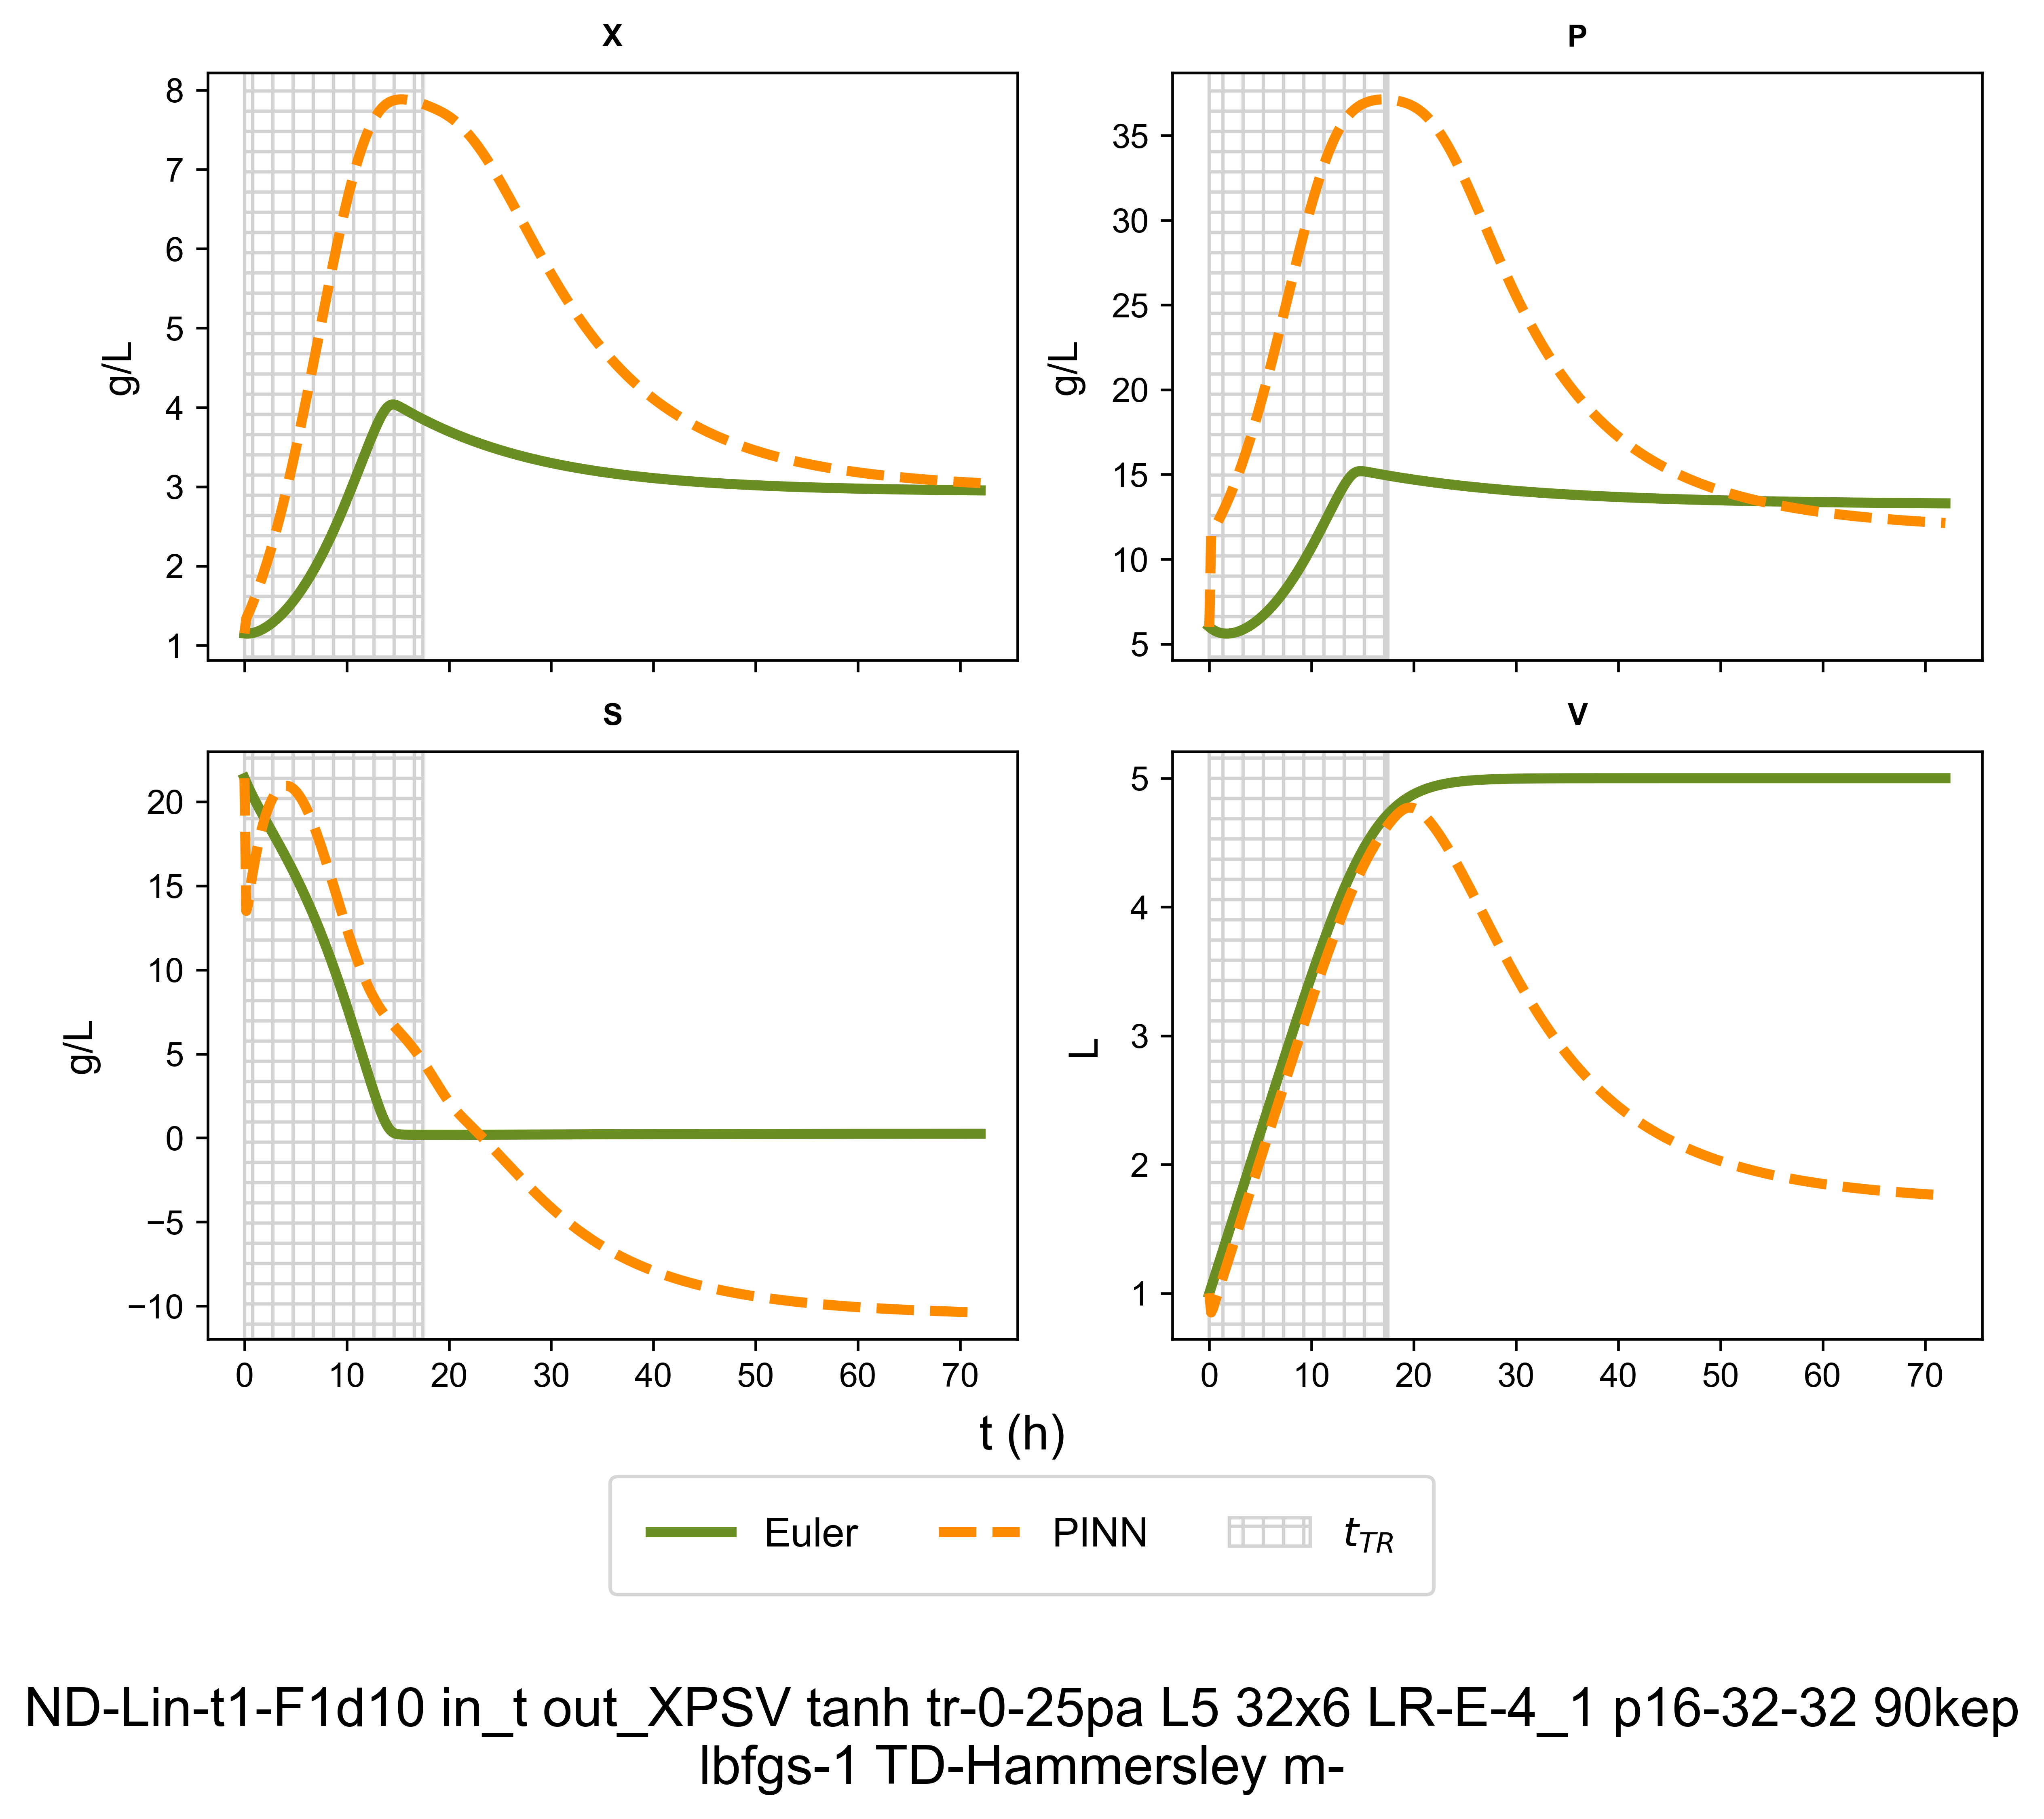 X
8
7
6
5
4
3
2
1
g/L
P
35
30
25
20
15
10
5
g/L
S
20
15
10
5
0
−5
−10
g/L
0 10 20 30 40 50 60 70
V
5
4
3
2
1
L
0 10 20 30 40 50 60 70
t (h)
Euler PINN tTR
ND-Lin-t1-F1d10 in_t out_XPSV tanh tr-0-25pa L5 32x6 LR-E-4_1 p16-32-32 90kep
lbfgs-1 TD-Hammersley m-